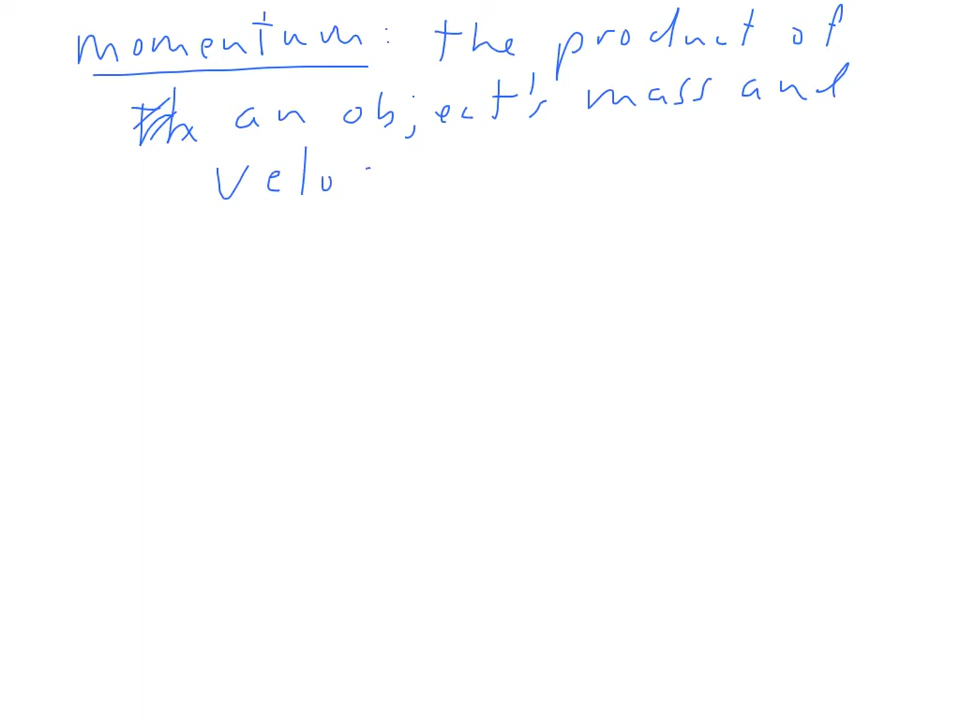 momentum: the product of
an object's mass and
velo